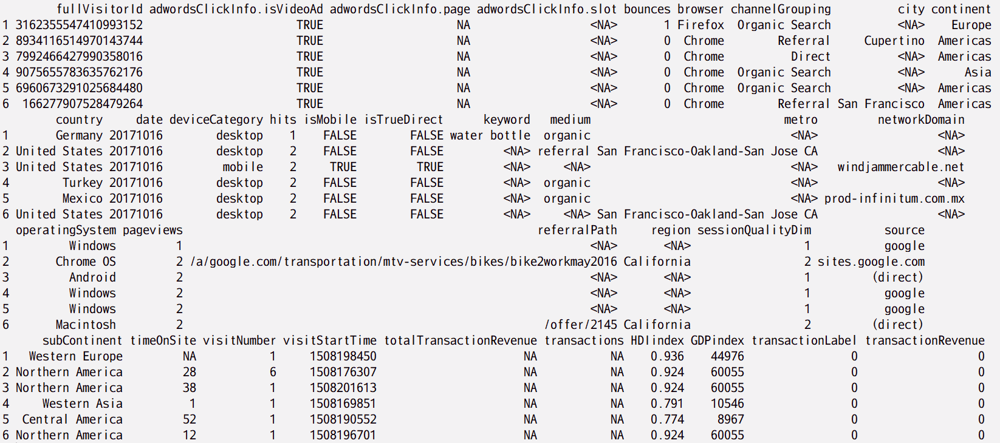 fullVisitorId adwordsClickInfo.isVideoAd adwordsClickInfo.page adwordsClickInfo.slot bounces browser channelGrouping city continent
1 3162355547410993152 TRUE NA <NA> 1 Firefox Organic Search <NA> Europe
2 8934116514970143744 TRUE NA <NA> 0 Chrome Referral Cupertino Americas
3 7992466427990358016 TRUE NA <NA> 0 Chrome Direct <NA> Americas
4 9075655783635762176 TRUE NA <NA> 0 Chrome Organic Search <NA> Asia
5 6960673291025684480 TRUE NA <NA> 0 Chrome Organic Search <NA> Americas
6 166277907528479264 TRUE NA <NA> 0 Chrome Referral San Francisco Americas
country date deviceCategory hits isMobile isTrueDirect keyword medium metro networkDomain
1 Germany 20171016 desktop 1 FALSE FALSE water bottle organic <NA> <NA>
2 United States 20171016 desktop 2 FALSE FALSE <NA> referral San Francisco-Oakland-San Jose CA <NA>
3 United States 20171016 mobile 2 TRUE TRUE <NA> <NA> <NA> windjammercable.net
4 Turkey 20171016 desktop 2 FALSE FALSE <NA> organic <NA> <NA>
5 Mexico 20171016 desktop 2 FALSE FALSE <NA> organic <NA> prod-infinitum.com.mx
6 United States 20171016 desktop 2 FALSE FALSE <NA> <NA> San Francisco-Oakland-San Jose CA <NA>
operatingSystem pageviews referralPath region sessionQualityDim source
1 Windows 1 <NA> <NA> 1 google
2 Chrome OS 2 /a/google.com/transportation/mtv-services/bikes/bike2workmay2016 California 2 sites.google.com
3 Android 2 <NA> <NA> 1 (direct)
4 Windows 2 <NA> <NA> 1 google
5 Windows 2 <NA> <NA> 1 google
6 Macintosh 2 /offer/2145 California 2 (direct)
subContinent timeOnSite visitNumber visitStartTime totalTransactionRevenue transactions HDIindex GDPindex transactionLabel transactionRevenue
1 Western Europe NA 1 1508198450 NA NA 0.936 44976 0 0
2 Northern America 28 6 1508176307 NA NA 0.924 60055 0 0
3 Northern America 38 1 1508201613 NA NA 0.924 60055 0 0
4 Western Asia 1 1 1508169851 NA NA 0.791 10546 0 0
5 Central America 52 1 1508190552 NA NA 0.774 8967 0 0
6 Northern America 12 1 1508196701 NA NA 0.924 60055 0 0